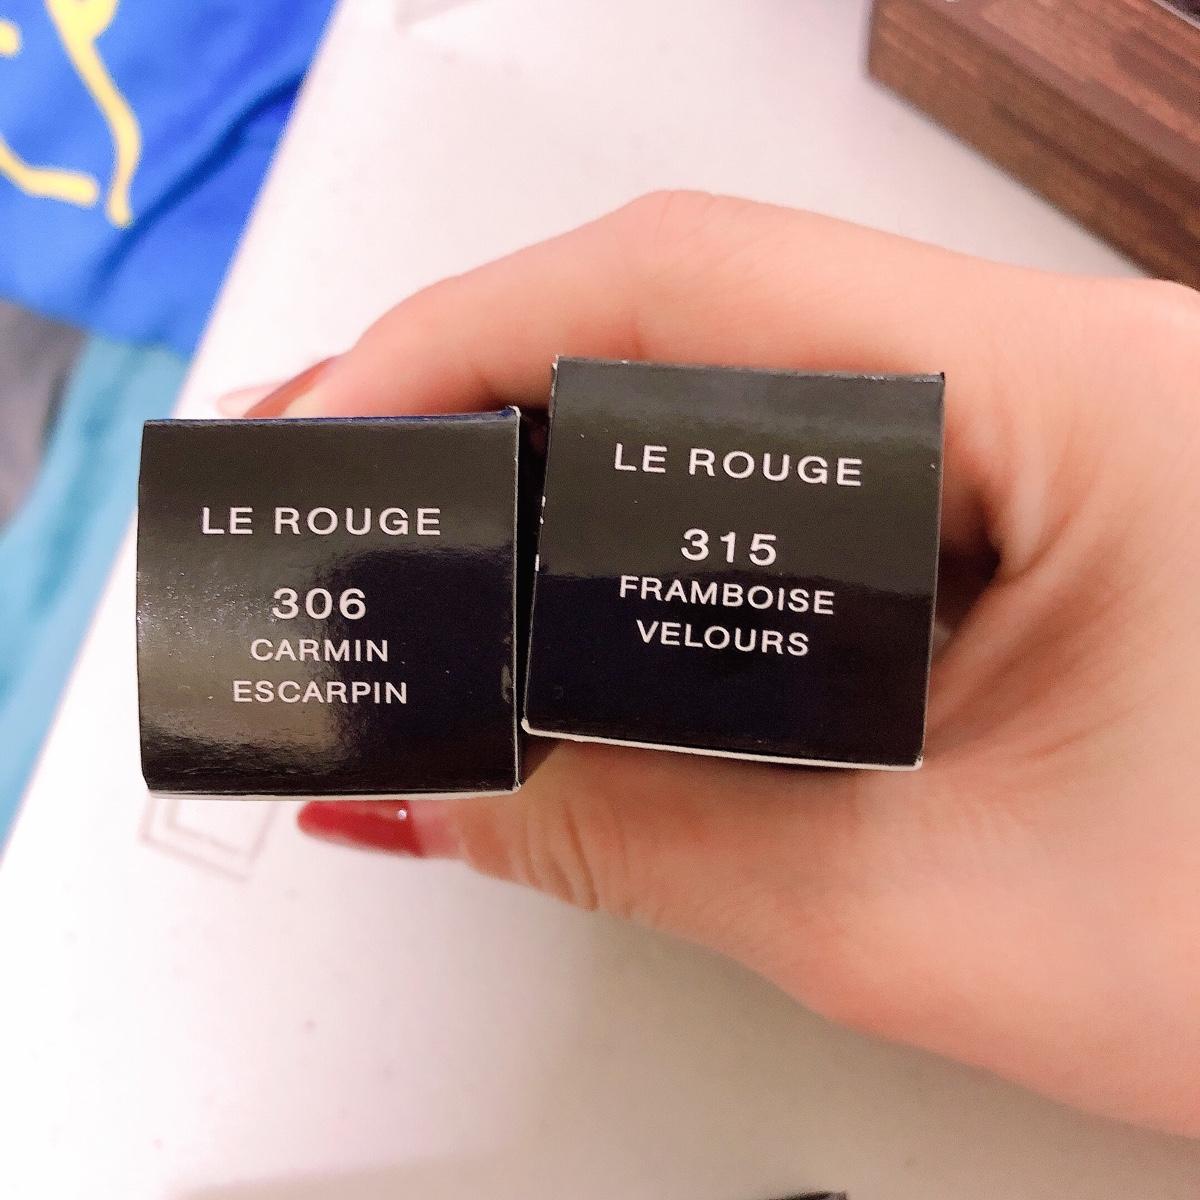 LE ROUGE
306
CARMIN
ESCARPIN
LE ROUGE
315
FRAMBOISE
VELOURS